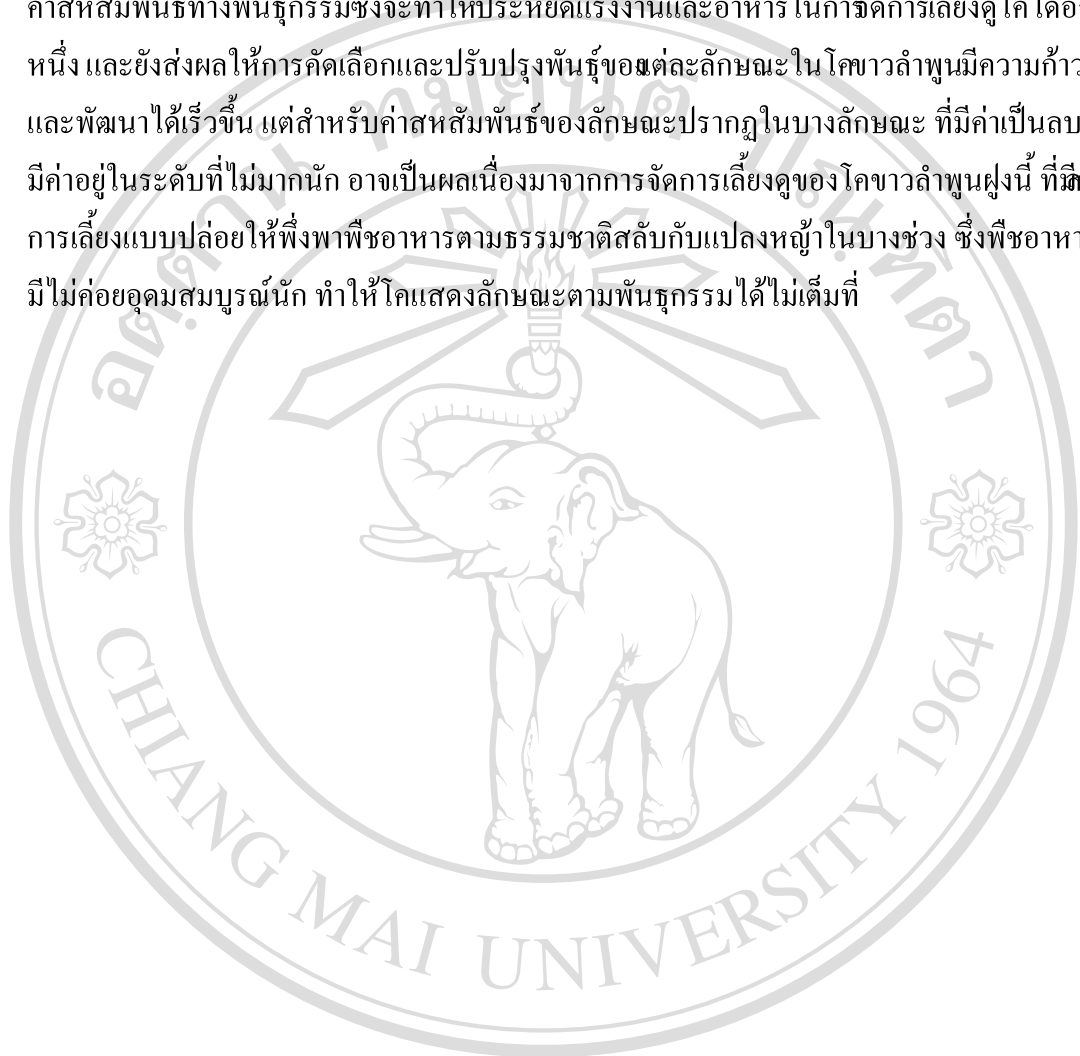 ค่าสหสัมพันธ์ทางพันธุกรรมซึ่งจะทำให้ประหยัดแรงงานและอาหารในการจัดการเลี้ยงดูโคได้อ
หนึ่ง และยังส่งผลให้การคัดเลือกและปรับปรุงพันธุ์ของแต่ละลักษณะในโคขาวลำพูนมีความก้าว
และพัฒนาได้เร็วขึ้น แต่สำหรับค่าสหสัมพันธ์ของลักษณะปรากฏในบางลักษณะ ที่มีค่าเป็นลบ
มีค่าอยู่ในระดับที่ไม่มากนัก อาจเป็นผลเนื่องมาจากการจัดการเลี้ยงดูของโคขาวลำพูนฝูงนี้ ที่มี
การเลี้ยงแบบปล่อยให้พึ่งพาพืชอาหารตามธรรมชาติสลับกับแปลงหญ้าในบางช่วง ซึ่งพืชอาหา
มีไม่ค่อยอุดมสมบูรณ์นัก ทำให้โคแสดงลักษณะตามพันธุกรรมได้ไม่เต็มที่
อตฺตานํ ทมยนฺติ ปณฺฑิตา
CHIANG MAI UNIVERSITY 1964